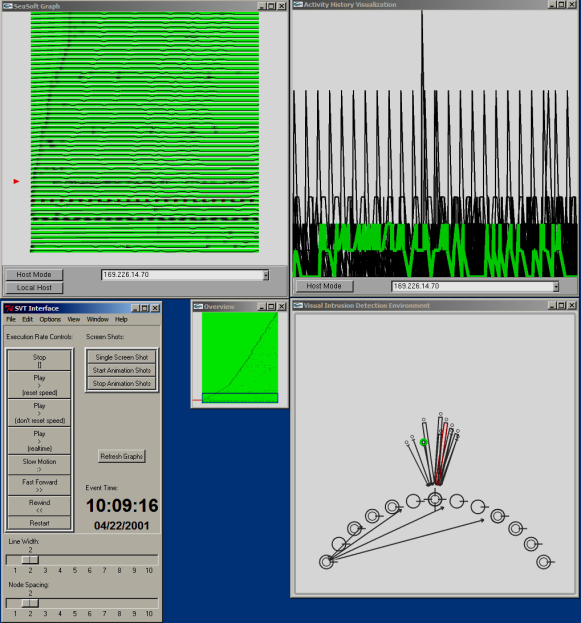 SeaSoft Graph
Host Mode
169.226.14.70
Local Host
Activity History Visualization
Host Mode
169.226.14.70
SVT Interface
File Edit Options View Window Help
Execution Rate Controls:
Screen Shots:
Stop
[]
Play
>
(reset speed)
Play
>
(don't reset speed)
Play
>
(realtime)
Slow Motion
:>
Fast Forward
>>
Rewind
<<
Restart
Single Screen Shot
Start Animation Shots
Stop Animation Shots
Refresh Graphs
Event Time:
10:09:16
04/22/2001
Line Width:
2
1 2 3 4 5 6 7 8 9 10
Node Spacing:
2
1 2 3 4 5 6 7 8 9 10
Overview
Visual Intrusion Detection Environment